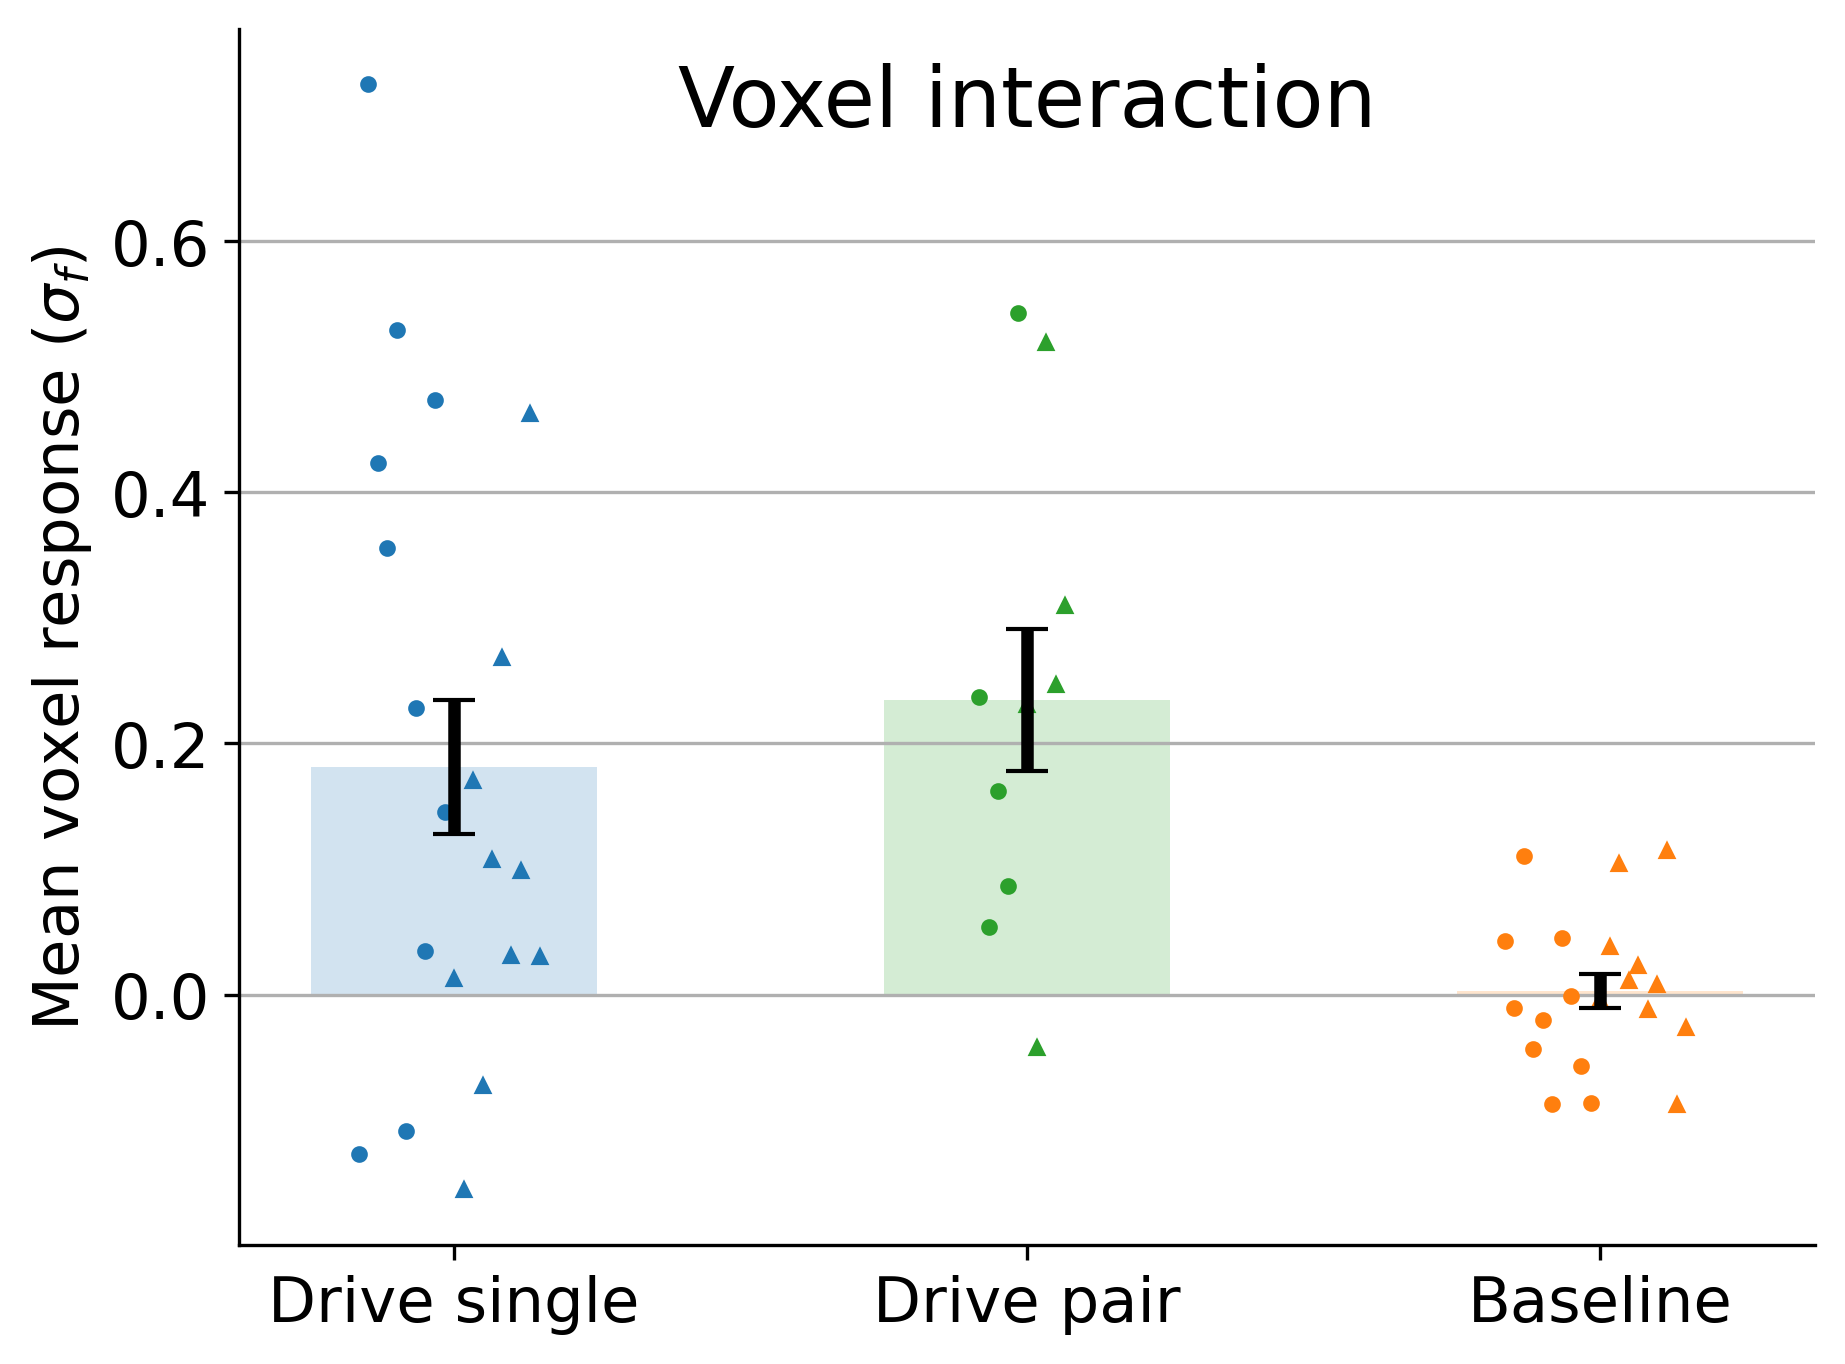 Voxel interaction
Mean voxel response (σ_f)
0.6
0.4
0.2
0.0
Drive single
Drive pair
Baseline